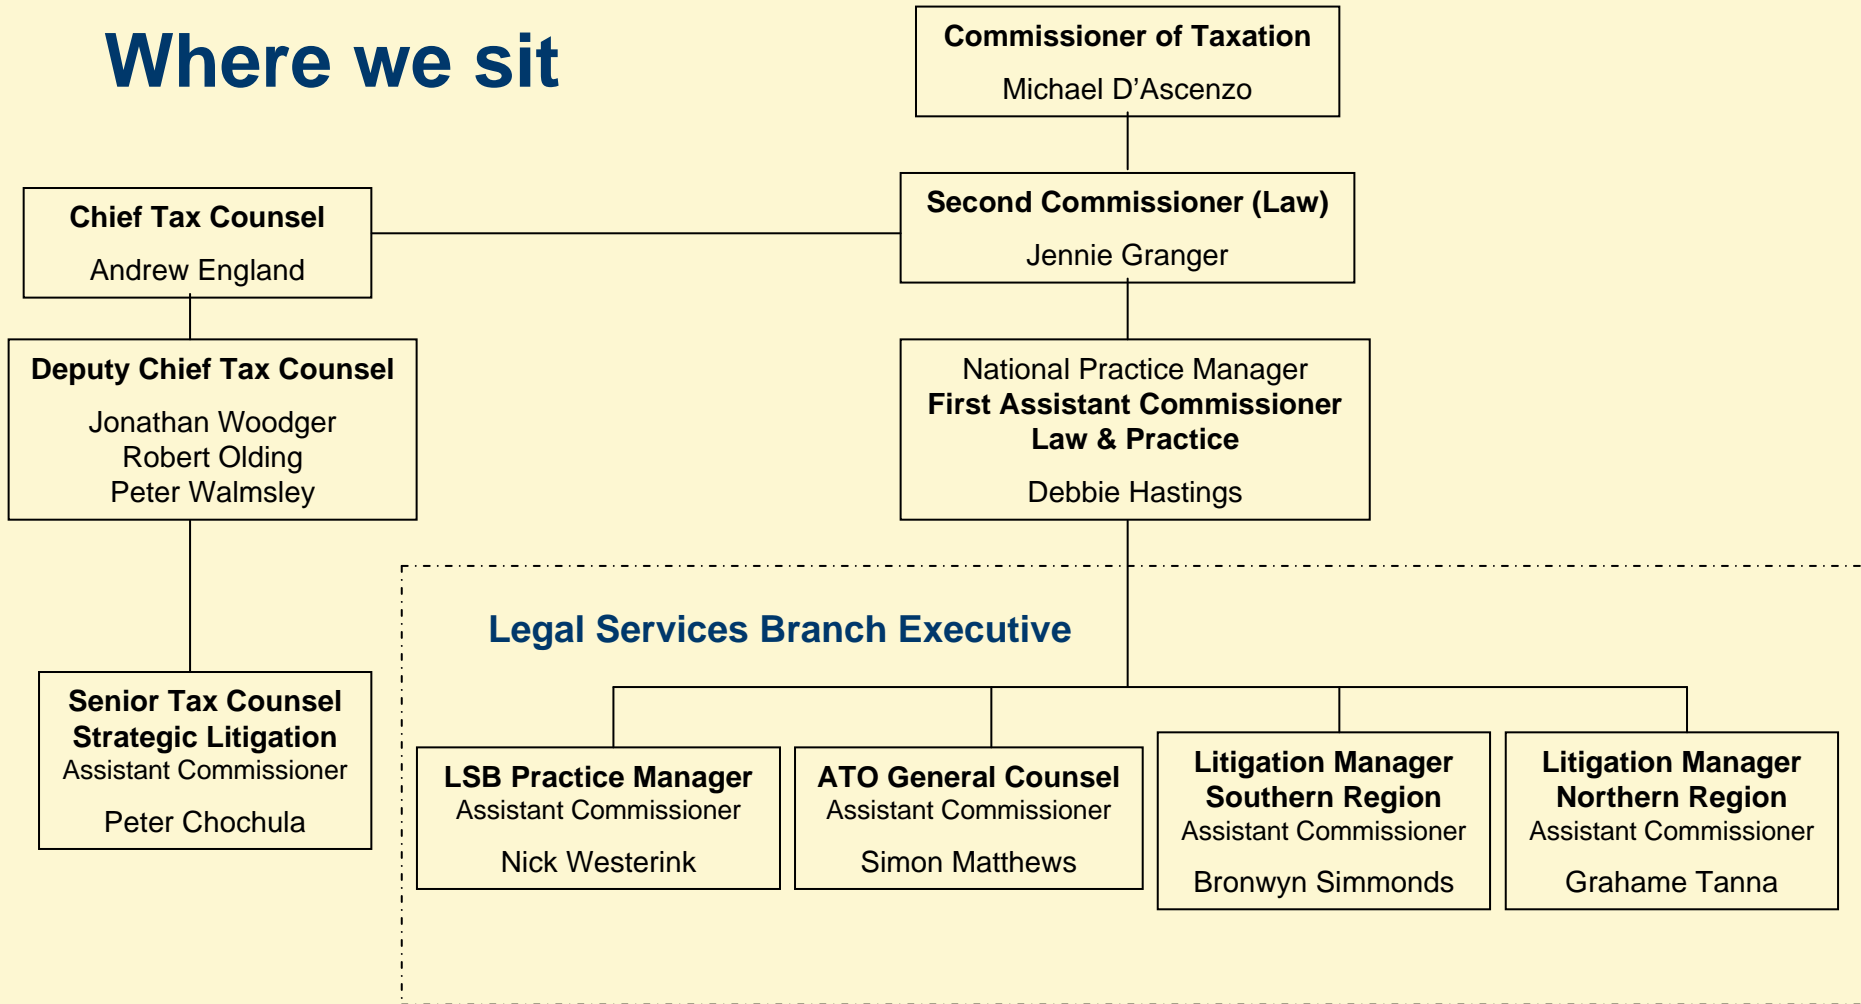 Where we sit
Commissioner of Taxation
Michael D’Ascenzo
Chief Tax Counsel
Andrew England
Second Commissioner (Law)
Jennie Granger
Deputy Chief Tax Counsel
Jonathan Woodger
Robert Olding
Peter Walmsley
National Practice Manager
First Assistant Commissioner
Law & Practice
Debbie Hastings
Legal Services Branch Executive
Senior Tax Counsel
Strategic Litigation
Assistant Commissioner
Peter Chochula
LSB Practice Manager
Assistant Commissioner
Nick Westerink
ATO General Counsel
Assistant Commissioner
Simon Matthews
Litigation Manager
Southern Region
Assistant Commissioner
Bronwyn Simmonds
Litigation Manager
Northern Region
Assistant Commissioner
Grahame Tanna